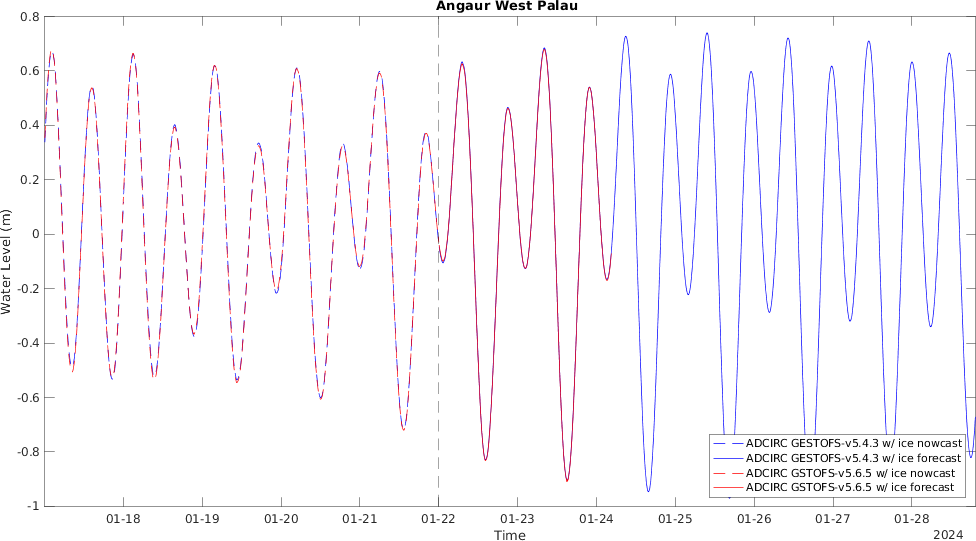 Angaur West Palau
0.8
0.6
0.4
0.2
0
-0.2
-0.4
-0.6
-0.8
-1
Water Level (m)
ADCIRC GESTOFS-v5.4.3 w/ ice nowcast
ADCIRC GESTOFS-v5.4.3 w/ ice forecast
ADCIRC GSTOFS-v5.6.5 w/ ice nowcast
ADCIRC GSTOFS-v5.6.5 w/ ice forecast
01-18 01-19 01-20 01-21 01-22 01-23 01-24 01-25 01-26 01-27 01-28
Time
2024